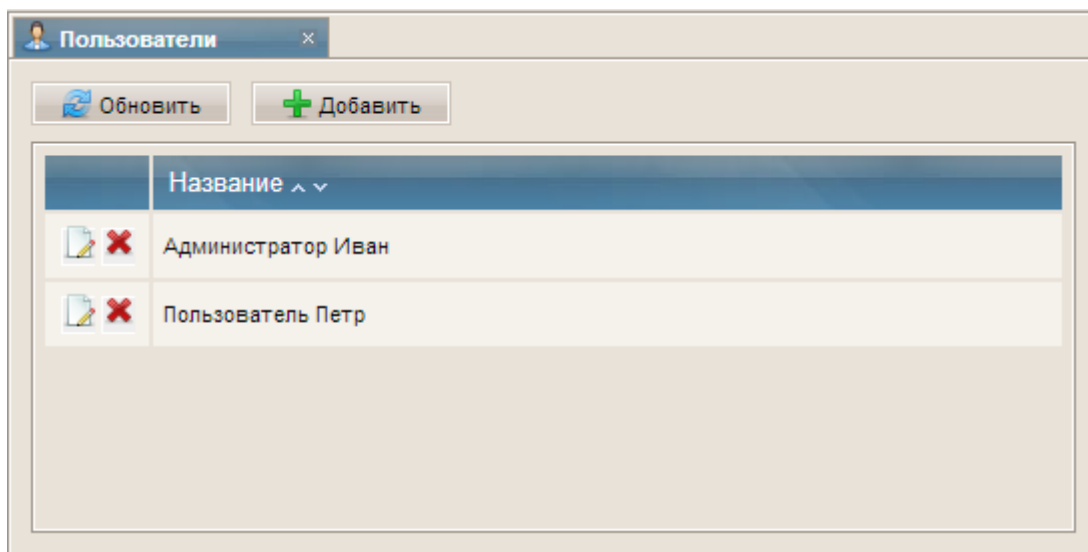 Пользователи
Обновить Добавить
Название
Администратор Иван
Пользователь Петр